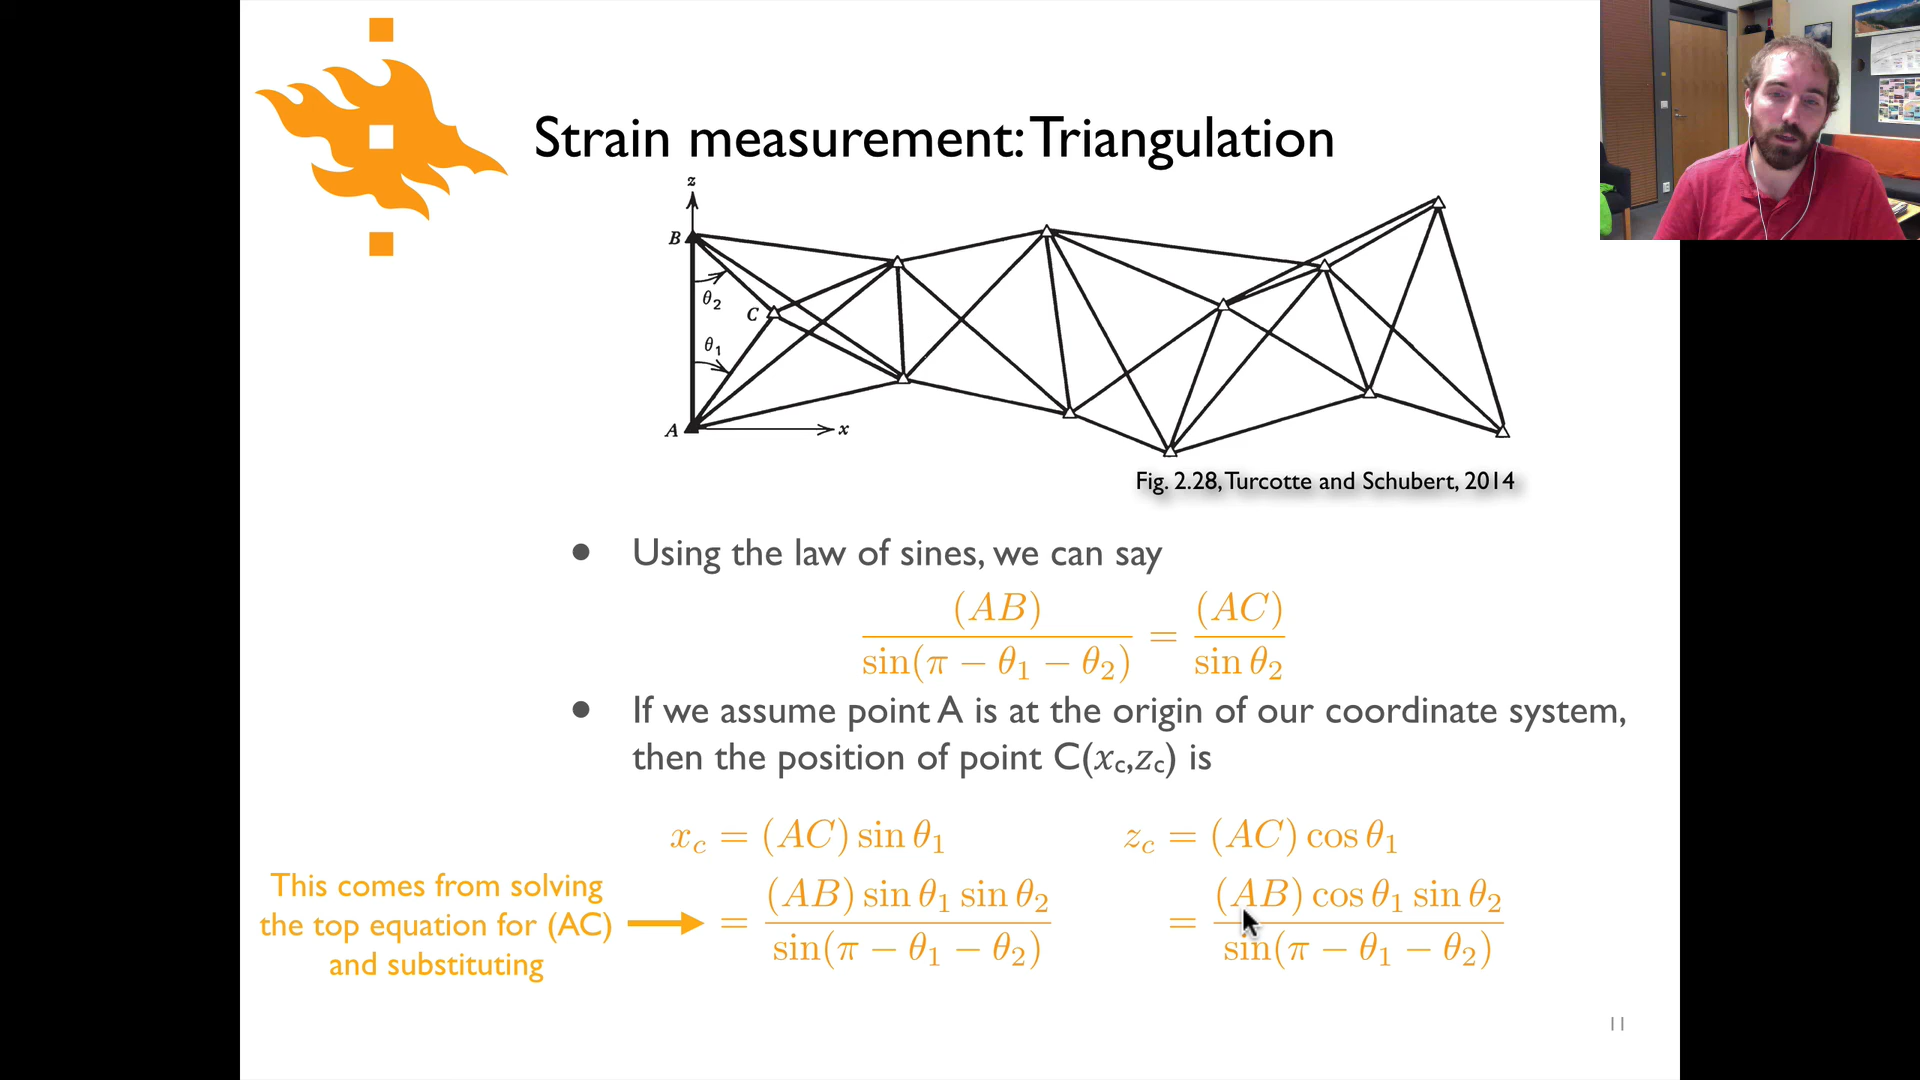 Strain measurement: Triangulation
z
B
θ2
C
θ1
A
x
Fig. 2.28, Turcotte and Schubert, 2014
● Using the law of sines, we can say
(AB) / sin(π − θ1 − θ2) = (AC) / sin θ2
● If we assume point A is at the origin of our coordinate system,
then the position of point C(xc,zc) is
xc = (AC) sin θ1
zc = (AC) cos θ1
This comes from solving
the top equation for (AC)
and substituting
= (AB) sin θ1 sin θ2 / sin(π − θ1 − θ2)
= (AB) cos θ1 sin θ2 / sin(π − θ1 − θ2)
11